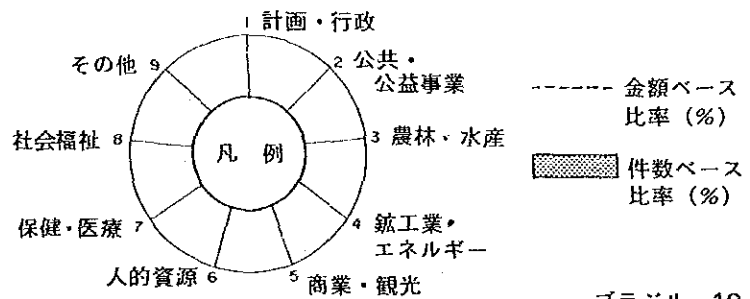 1 計画・行政
2 公共・
公益事業
3 農林・水産
4 鉱工業・
エネルギー
5 商業・観光
人的資源 6
保健・医療 7
社会福祉 8
その他 9
凡 例
金額ベース
比率 (%)
件数ベース
比率 (%)